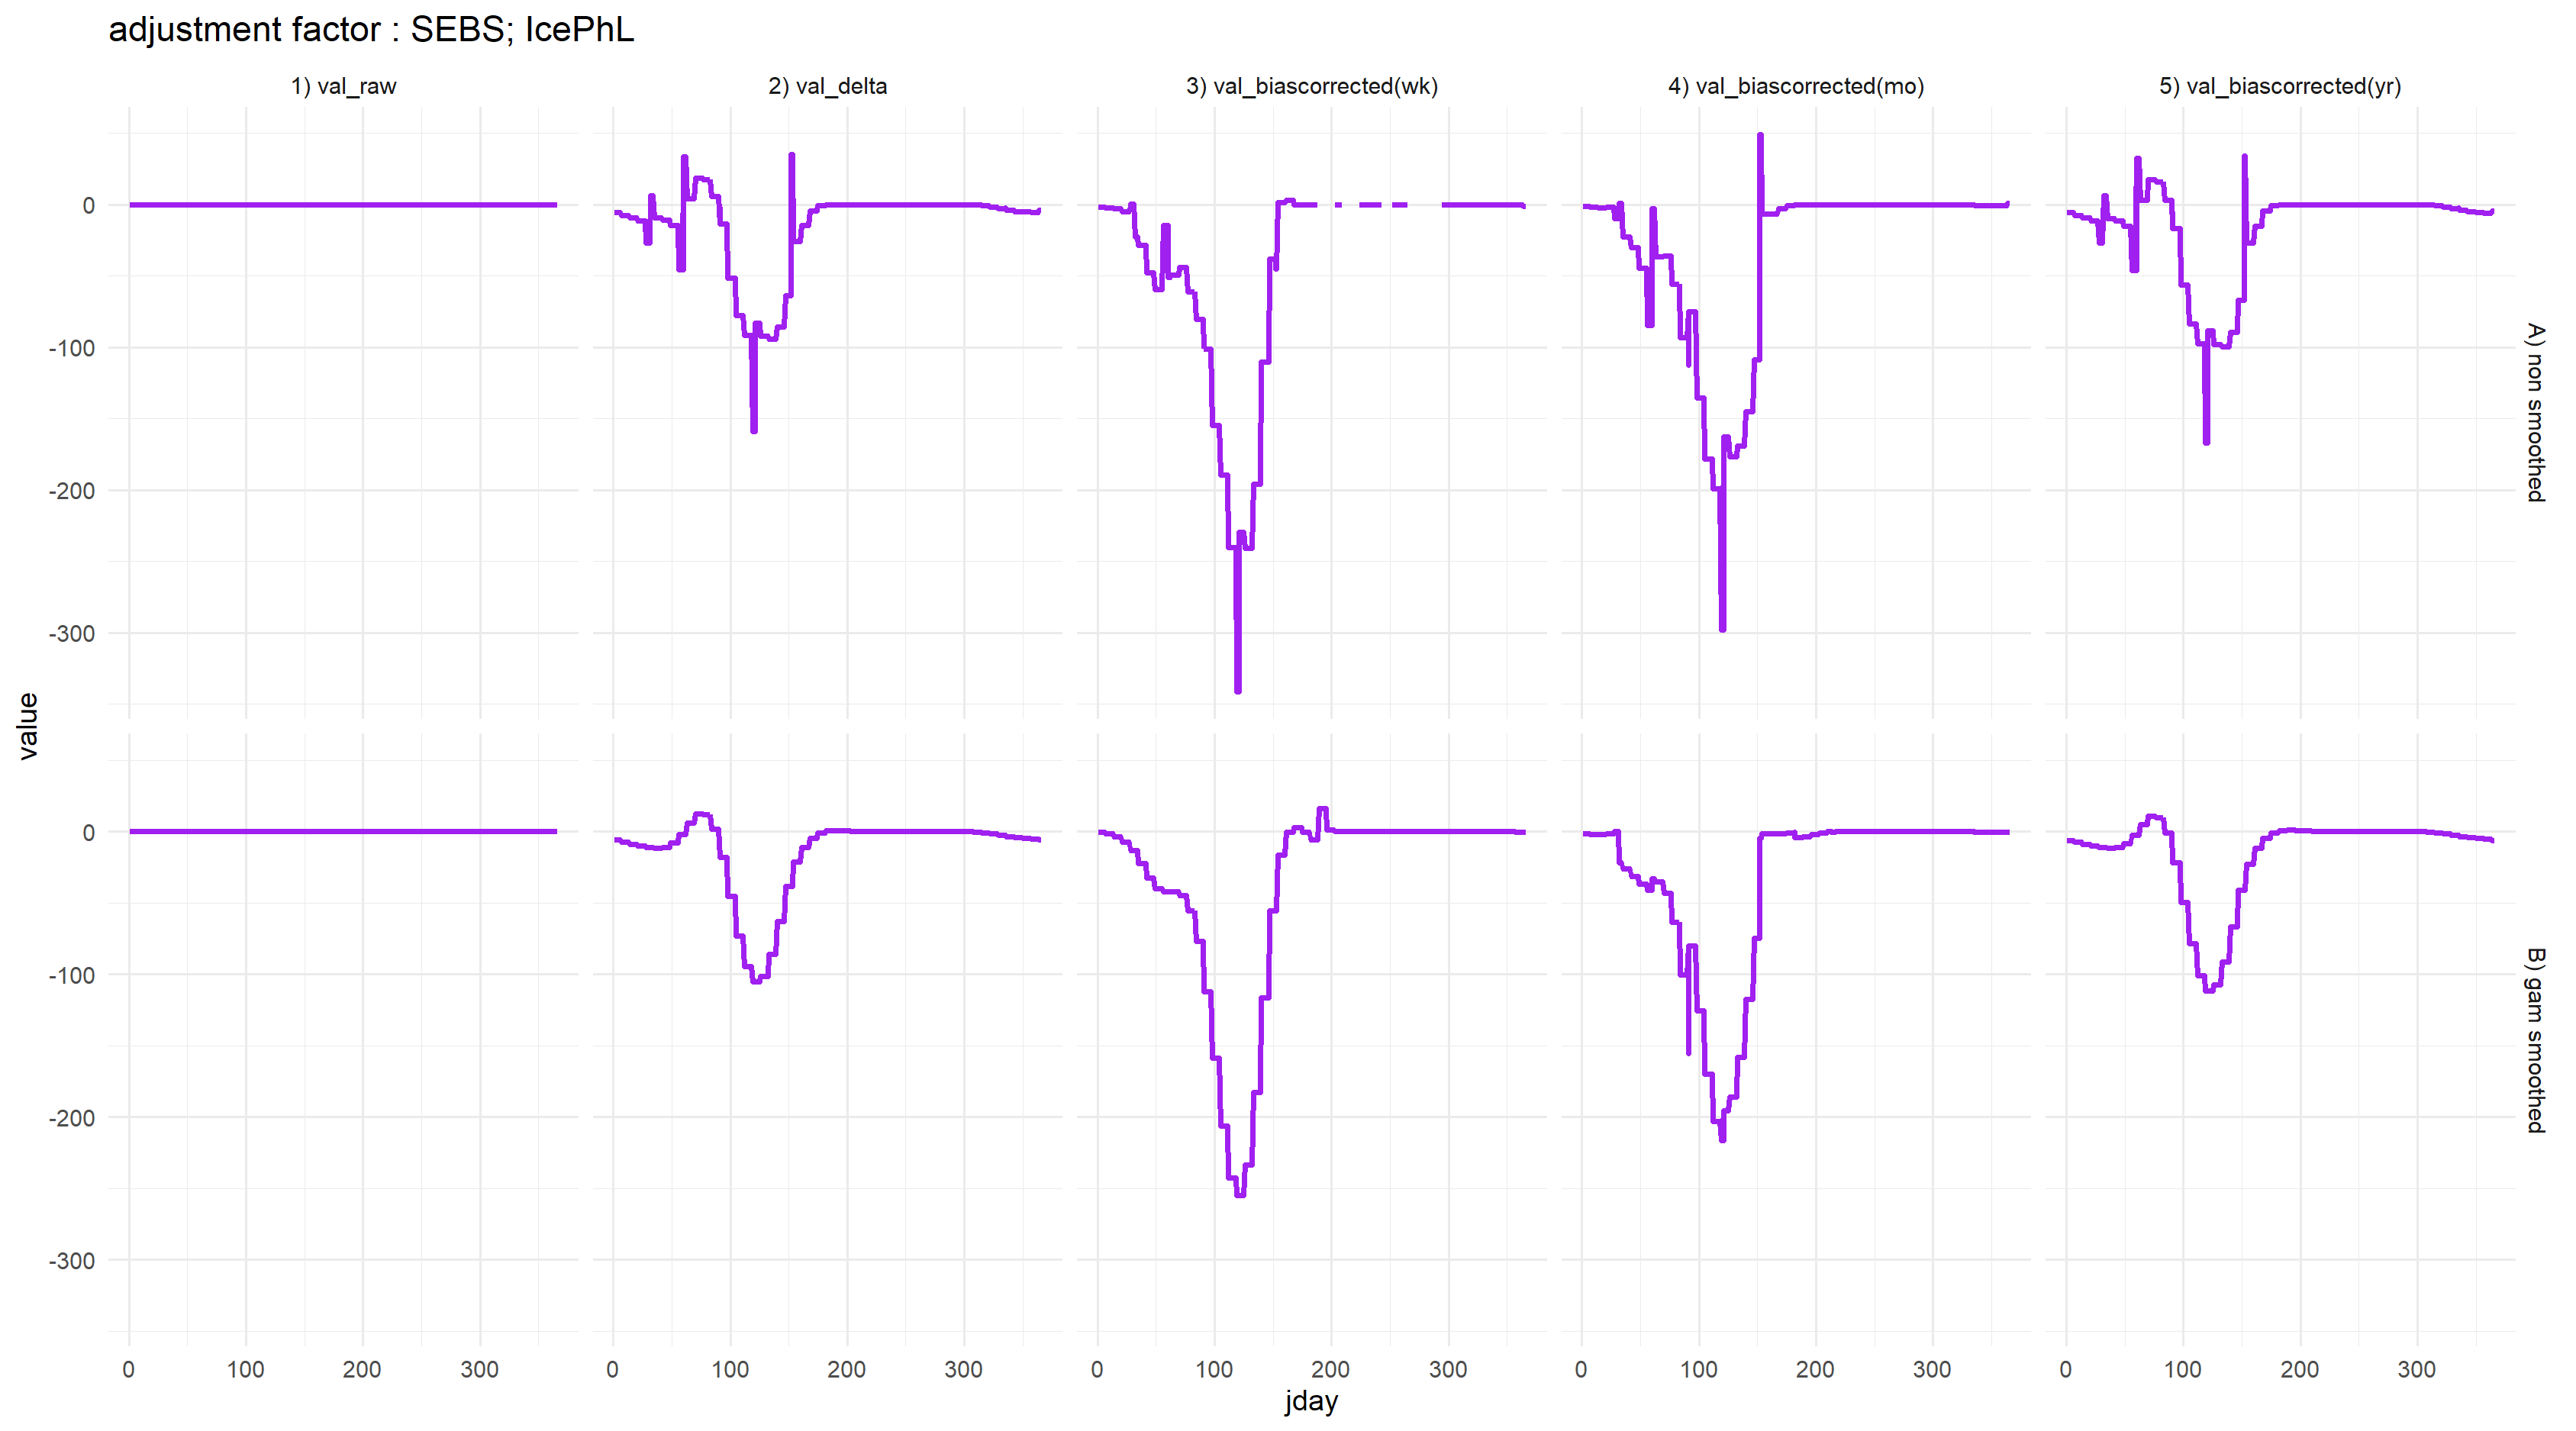 adjustment factor : SEBS; IcePhL
1) val_raw
2) val_delta
3) val_biascorrected(wk)
4) val_biascorrected(mo)
5) val_biascorrected(yr)
0
-100
-200
-300
A) non smoothed
value
0
-100
-200
-300
B) gam smoothed
0 100 200 300
0 100 200 300
0 100 200 300
0 100 200 300
0 100 200 300
jday